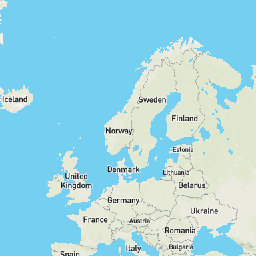 Iceland
Sweden
Finland
Norway
Estonia
Denmark
Lithuania
United
Kingdom
Belarus
Germany
Ukraine
France
Austria
Romania
Italy
Bulgaria
Spain